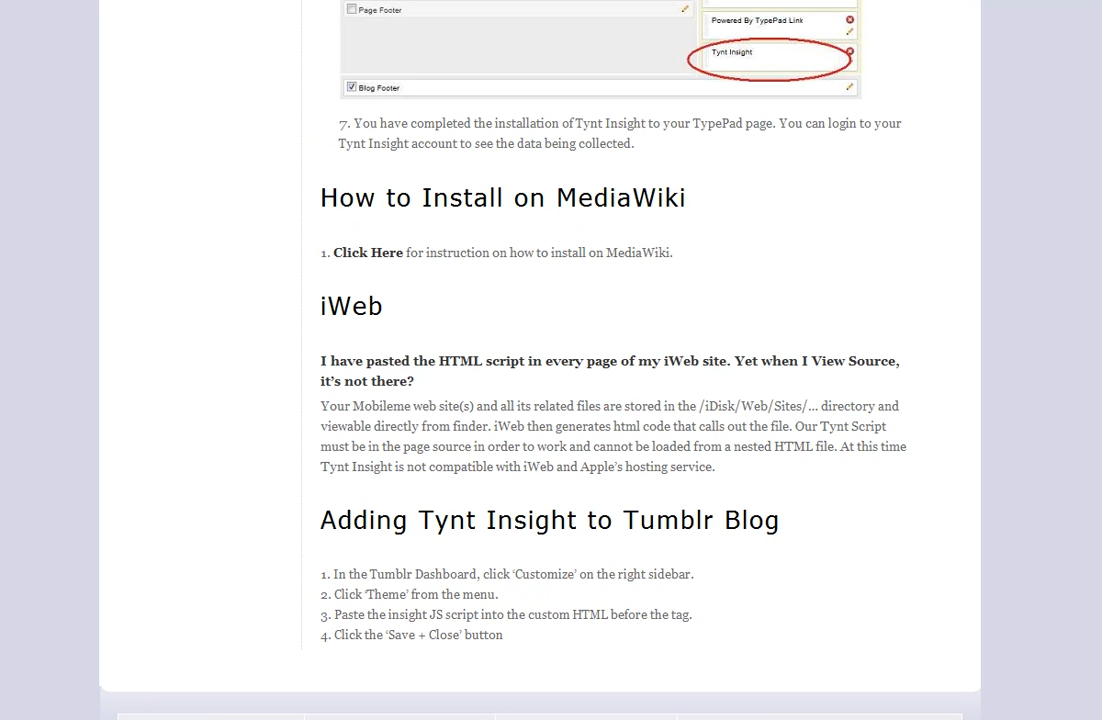 Page Footer
Powered By TypePad Link
Tynt Insight
Blog Footer
7. You have completed the installation of Tynt Insight to your TypePad page. You can login to your
Tynt Insight account to see the data being collected.
How to Install on MediaWiki
1. Click Here for instruction on how to install on MediaWiki.
iWeb
I have pasted the HTML script in every page of my iWeb site. Yet when I View Source,
it’s not there?
Your Mobileme web site(s) and all its related files are stored in the /iDisk/Web/Sites/… directory and
viewable directly from finder. iWeb then generates html code that calls out the file. Our Tynt Script
must be in the page source in order to work and cannot be loaded from a nested HTML file. At this time
Tynt Insight is not compatible with iWeb and Apple’s hosting service.
Adding Tynt Insight to Tumblr Blog
1. In the Tumblr Dashboard, click ‘Customize’ on the right sidebar.
2. Click ‘Theme’ from the menu.
3. Paste the insight JS script into the custom HTML before the tag.
4. Click the ‘Save + Close’ button